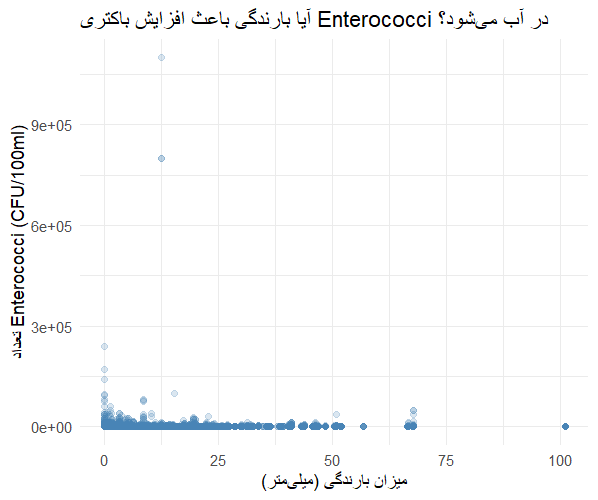 آیا بارندگی باعث افزایش باکتری Enterococci در آب می‌شود؟
تعداد Enterococci (CFU/100ml)
9e+05
6e+05
3e+05
0e+00
0
25
50
75
100
میزان بارندگی (میلی‌متر)